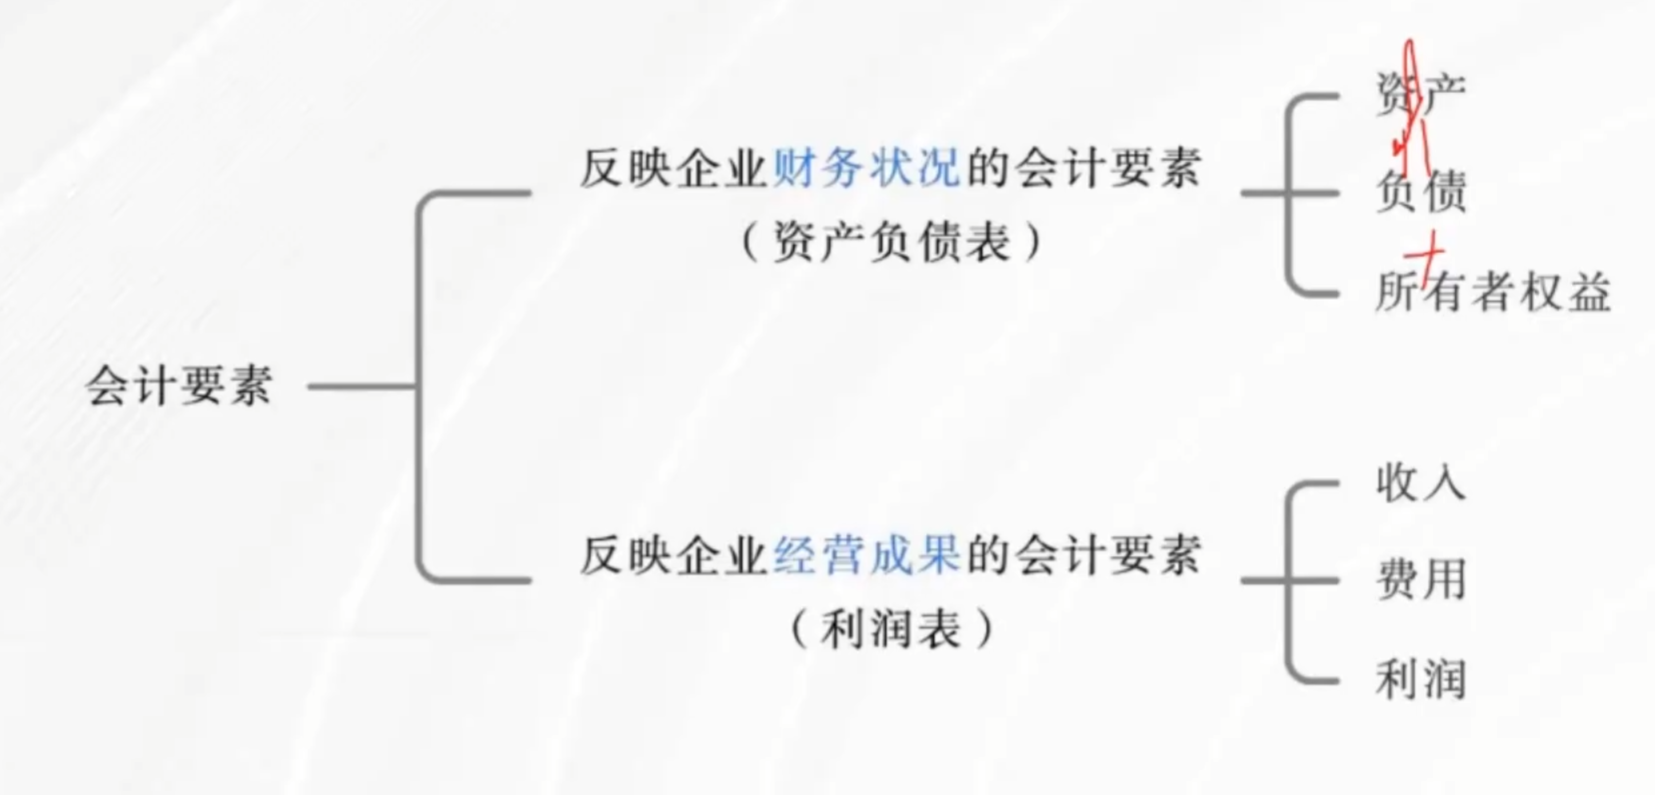 会计要素
反映企业财务状况的会计要素
（资产负债表）
资产
负债
+
所有者权益
反映企业经营成果的会计要素
（利润表）
收入
费用
利润